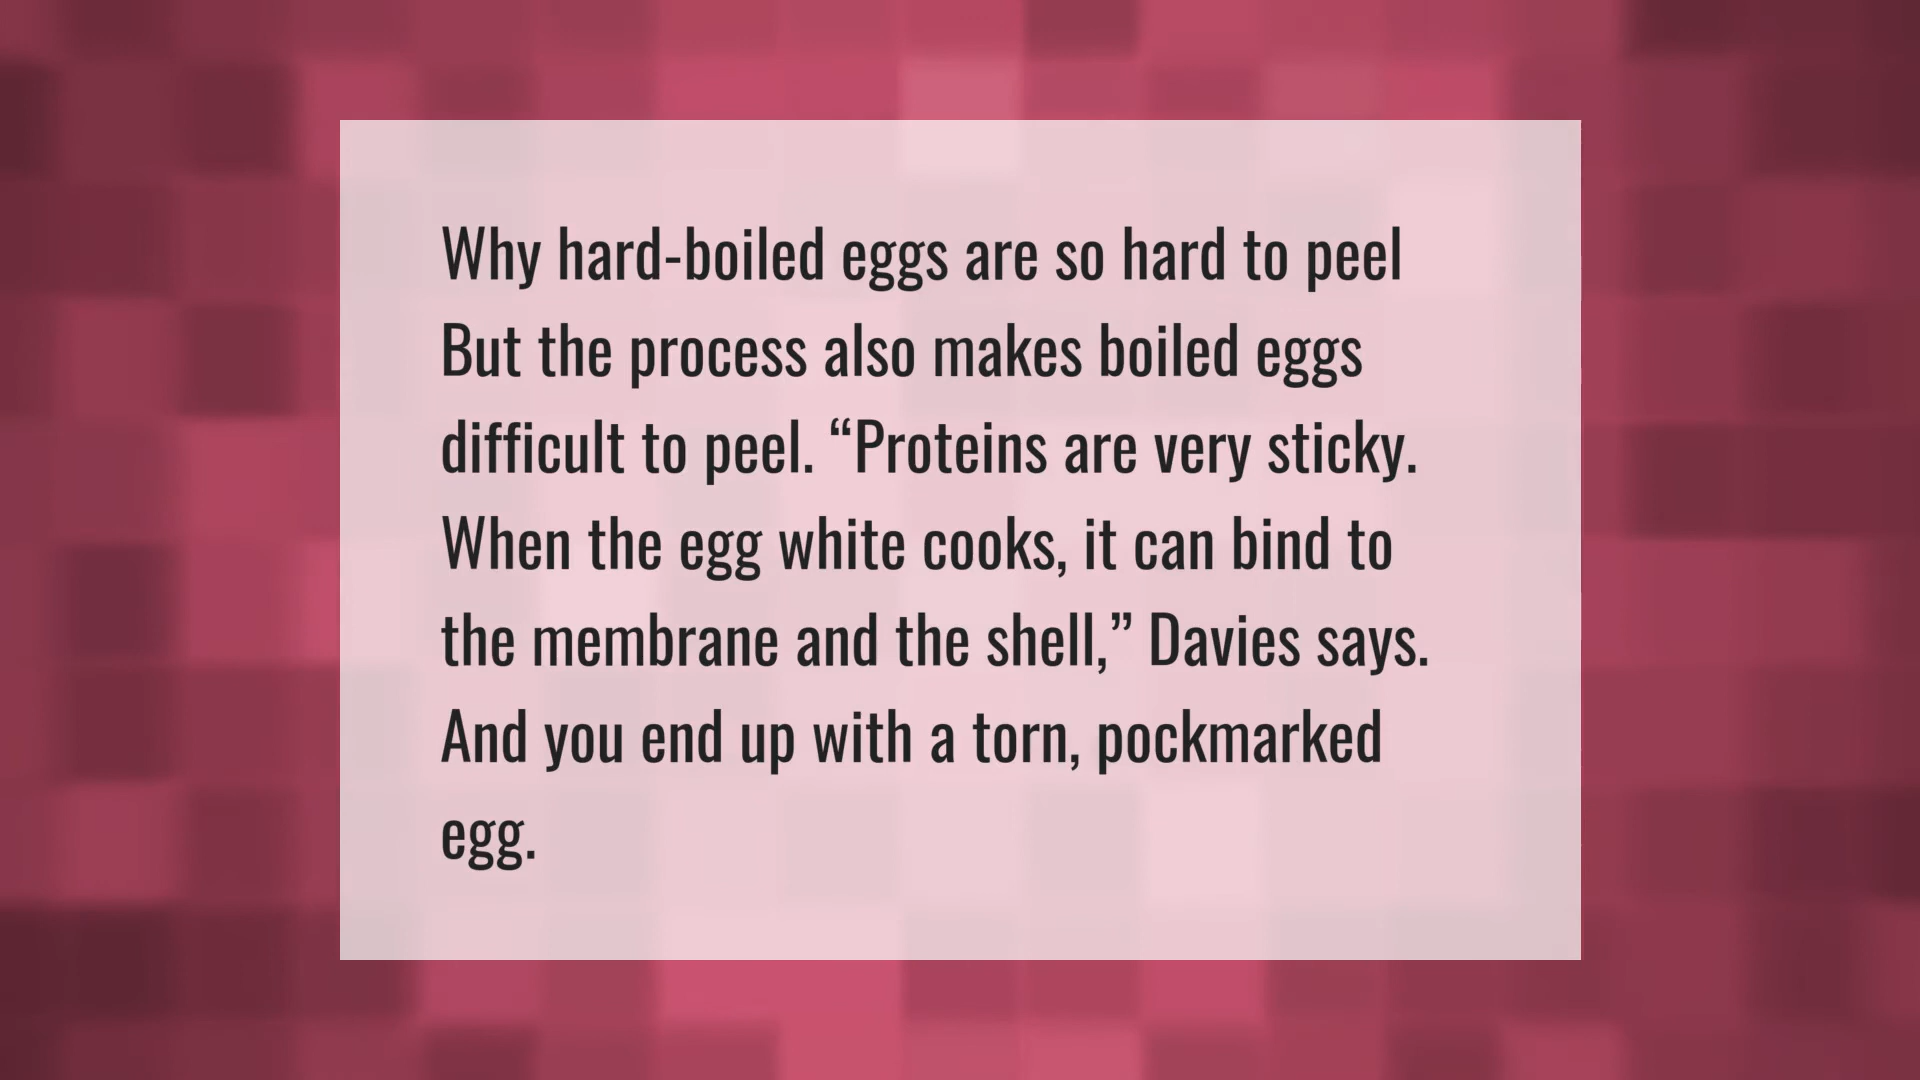 Why hard-boiled eggs are so hard to peel
But the process also makes boiled eggs
difficult to peel. “Proteins are very sticky.
When the egg white cooks, it can bind to
the membrane and the shell,” Davies says.
And you end up with a torn, pockmarked
egg.